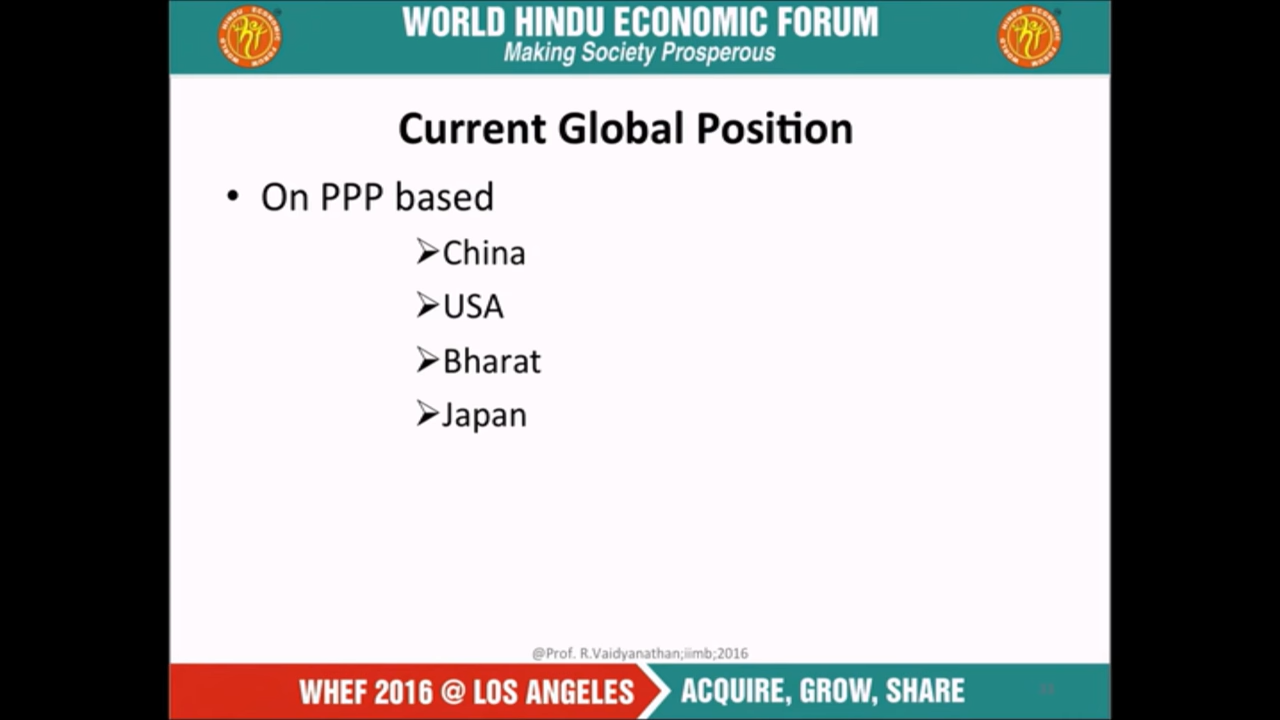 WORLD HINDU ECONOMIC FORUM
Making Society Prosperous
Current Global Position
• On PPP based
➢China
➢USA
➢Bharat
➢Japan
@Prof. R.Vaidyanathan;iimb;2016
WHEF 2016 @ LOS ANGELES
ACQUIRE, GROW, SHARE